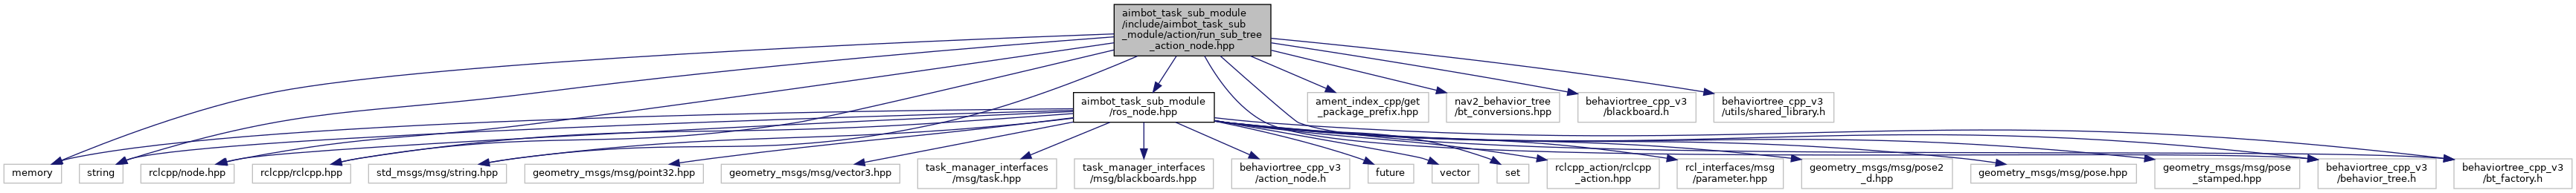 aimbot_task_sub_module
/include/aimbot_task_sub
_module/action/run_sub_tree
_action_node.hpp
aimbot_task_sub_module
/ros_node.hpp
ament_index_cpp/get
_package_prefix.hpp
nav2_behavior_tree
/bt_conversions.hpp
behaviortree_cpp_v3
/blackboard.h
behaviortree_cpp_v3
/utils/shared_library.h
memory
string
rclcpp/node.hpp
rclcpp/rclcpp.hpp
std_msgs/msg/string.hpp
geometry_msgs/msg/point32.hpp
geometry_msgs/msg/vector3.hpp
task_manager_interfaces
/msg/task.hpp
task_manager_interfaces
/msg/blackboards.hpp
behaviortree_cpp_v3
/action_node.h
future
vector
set
rclcpp_action/rclcpp
_action.hpp
rcl_interfaces/msg
/parameter.hpp
geometry_msgs/msg/pose2
_d.hpp
geometry_msgs/msg/pose.hpp
geometry_msgs/msg/pose
_stamped.hpp
behaviortree_cpp_v3
/behavior_tree.h
behaviortree_cpp_v3
/bt_factory.h